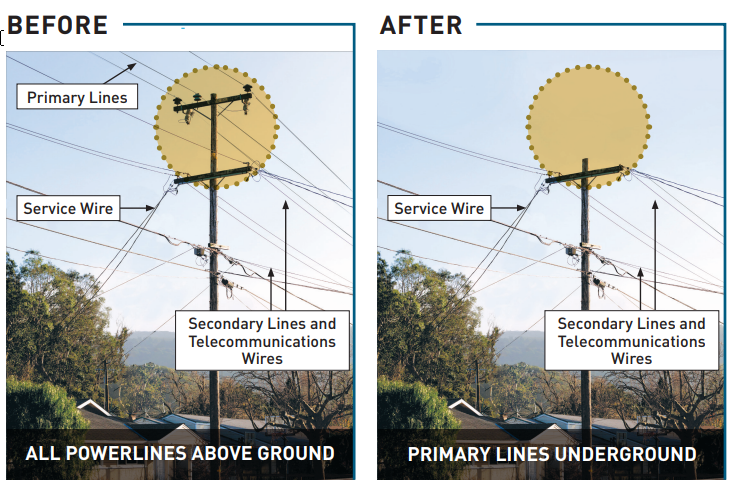 BEFORE
Primary Lines
Service Wire
Secondary Lines and
Telecommunications
Wires
ALL POWERLINES ABOVE GROUND
AFTER
Service Wire
Secondary Lines and
Telecommunications
Wires
PRIMARY LINES UNDERGROUND